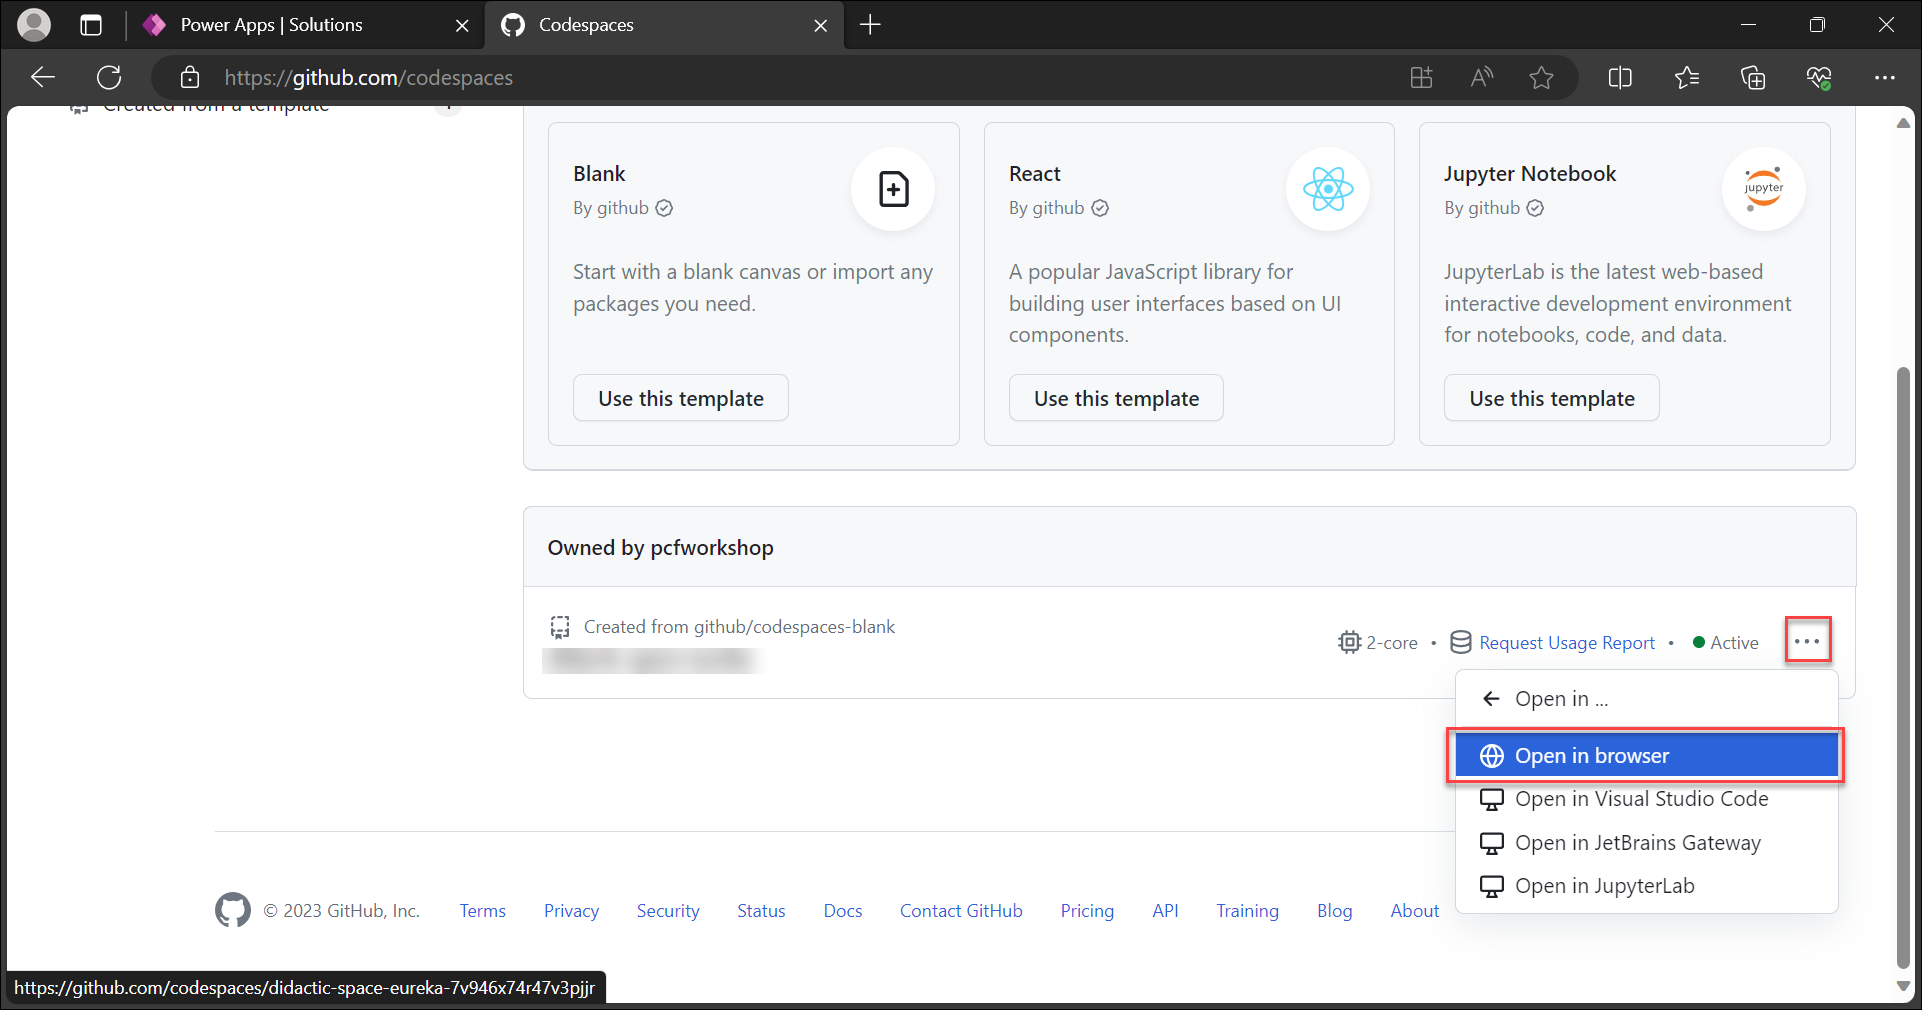 Power Apps | Solutions
Codespaces
https://github.com/codespaces
Created from a template
Blank
By github
Start with a blank canvas or import any
packages you need.
Use this template
React
By github
A popular JavaScript library for
building user interfaces based on UI
components.
Use this template
Jupyter Notebook
By github
jupyter
JupyterLab is the latest web-based
interactive development environment
for notebooks, code, and data.
Use this template
Owned by pcfworkshop
Created from github/codespaces-blank
2-core • Request Usage Report • Active
Open in ...
Open in browser
Open in Visual Studio Code
Open in JetBrains Gateway
Open in JupyterLab
© 2023 GitHub, Inc.
Terms
Privacy
Security
Status
Docs
Contact GitHub
Pricing
API
Training
Blog
About
https://github.com/codespaces/didactic-space-eureka-7v946x74r47v3pjjr